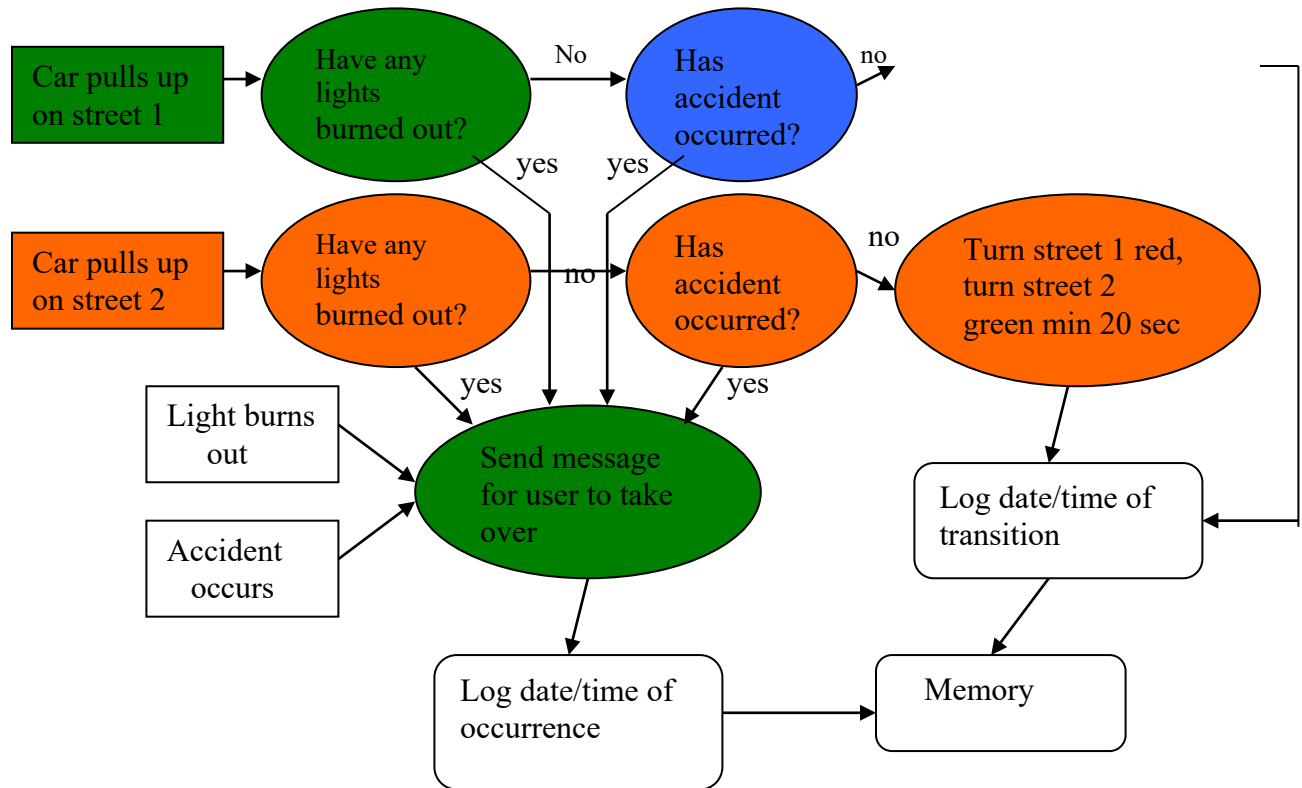 Car pulls up
on street 1
Have any
lights
burned out?
No
Has
accident
occurred?
no
yes
yes
Car pulls up
on street 2
Have any
lights
burned out?
no
Has
accident
occurred?
no
Turn street 1 red,
turn street 2
green min 20 sec
yes
yes
Light burns
out
Send message
for user to take
over
Log date/time of
transition
Accident
occurs
Log date/time of
occurrence
Memory